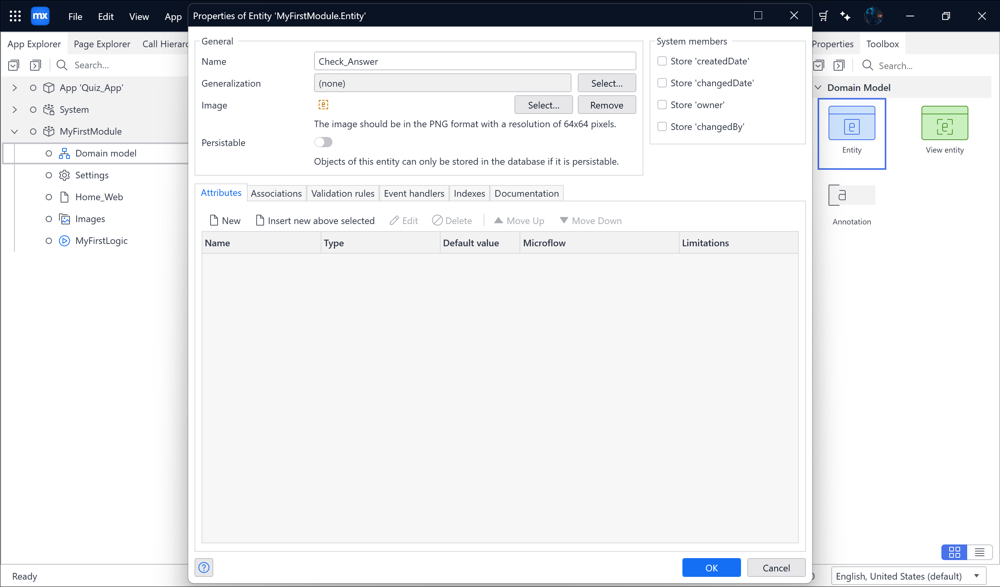 mx File Edit View App
Properties of Entity 'MyFirstModule.Entity'
App Explorer Page Explorer Call Hierarc
Search...
App 'Quiz_App'
System
MyFirstModule
Domain model
Settings
Home_Web
Images
MyFirstLogic
General
Name Check_Answer
Generalization (none) Select...
Image e Select... Remove
The image should be in the PNG format with a resolution of 64x64 pixels.
Persistable
Objects of this entity can only be stored in the database if it is persistable.
System members
Store 'createdDate'
Store 'changedDate'
Store 'owner'
Store 'changedBy'
Attributes Associations Validation rules Event handlers Indexes Documentation
New Insert new above selected Edit Delete Move Up Move Down
Name Type Default value Microflow Limitations
? OK Cancel
Properties Toolbox
Search...
Domain Model
e e
Entity View entity
a
Annotation
Ready
English, United States (default)